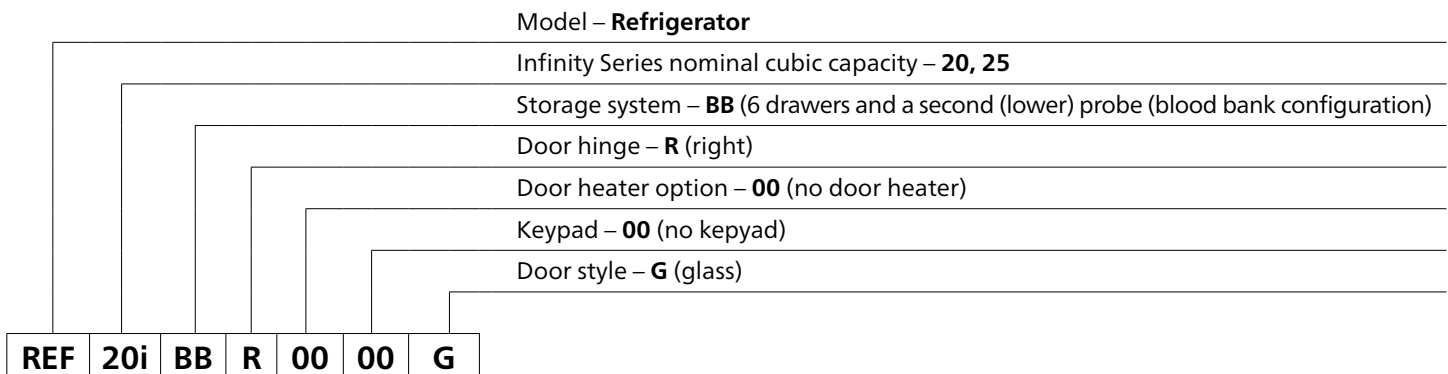 Model – Refrigerator
Infinity Series nominal cubic capacity – 20, 25
Storage system – BB (6 drawers and a second (lower) probe (blood bank configuration)
Door hinge – R (right)
Door heater option – 00 (no door heater)
Keypad – 00 (no kepyad)
Door style – G (glass)
REF 20i BB R 00 00 G